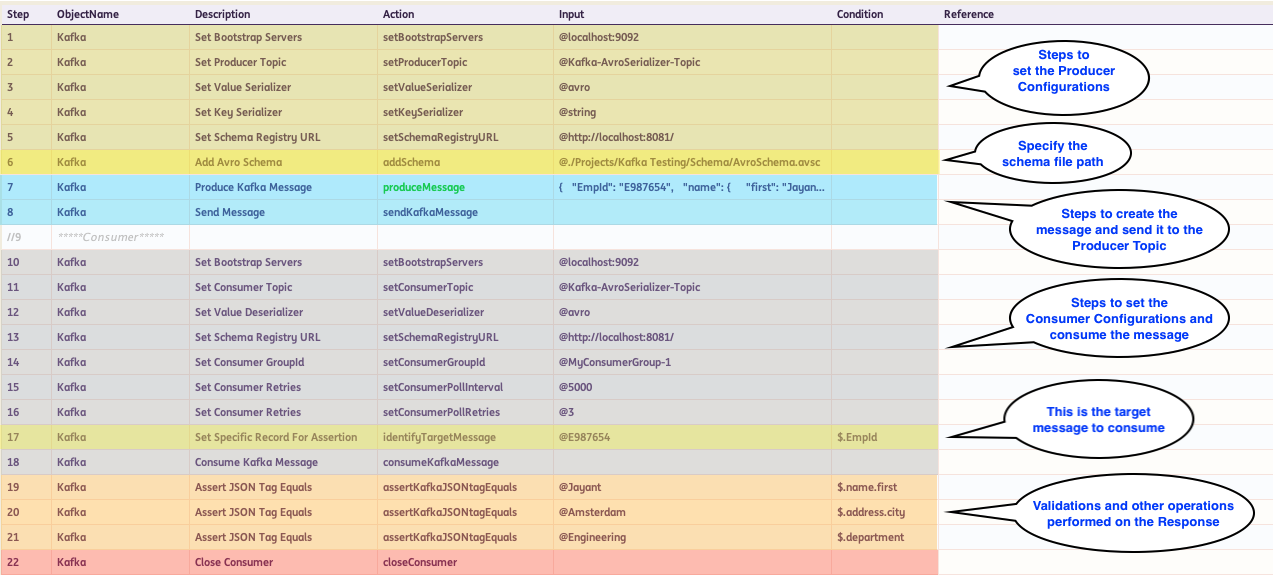 Step ObjectName Description Action Input Condition Reference
1 Kafka Set Bootstrap Servers setBootstrapServers @localhost:9092
2 Kafka Set Producer Topic setProducerTopic @Kafka-AvroSerializer-Topic
3 Kafka Set Value Serializer setValueSerializer @avro
4 Kafka Set Key Serializer setKeySerializer @string
5 Kafka Set Schema Registry URL setSchemaRegistryURL @http://localhost:8081/
6 Kafka Add Avro Schema addSchema @./Projects/Kafka Testing/Schema/AvroSchema.avsc
7 Kafka Produce Kafka Message produceMessage { "EmpId": "E987654", "name": { "first": "Jayan...
8 Kafka Send Message sendKafkaMessage
//9 *****Consumer*****
10 Kafka Set Bootstrap Servers setBootstrapServers @localhost:9092
11 Kafka Set Consumer Topic setConsumerTopic @Kafka-AvroSerializer-Topic
12 Kafka Set Value Deserializer setValueDeserializer @avro
13 Kafka Set Schema Registry URL setSchemaRegistryURL @http://localhost:8081/
14 Kafka Set Consumer GroupId setConsumerGroupId @MyConsumerGroup-1
15 Kafka Set Consumer Retries setConsumerPollInterval @5000
16 Kafka Set Consumer Retries setConsumerPollRetries @3
17 Kafka Set Specific Record For Assertion identifyTargetMessage @E987654 $.EmpId
18 Kafka Consume Kafka Message consumeKafkaMessage
19 Kafka Assert JSON Tag Equals assertKafkaJSONtagEquals @Jayant $.name.first
20 Kafka Assert JSON Tag Equals assertKafkaJSONtagEquals @Amsterdam $.address.city
21 Kafka Assert JSON Tag Equals assertKafkaJSONtagEquals @Engineering $.department
22 Kafka Close Consumer closeConsumer
Steps to
set the Producer
Configurations
Specify the
schema file path
Steps to create the
message and send it to the
Producer Topic
Steps to set the
Consumer Configurations and
consume the message
This is the target
message to consume
Validations and other operations
performed on the Response